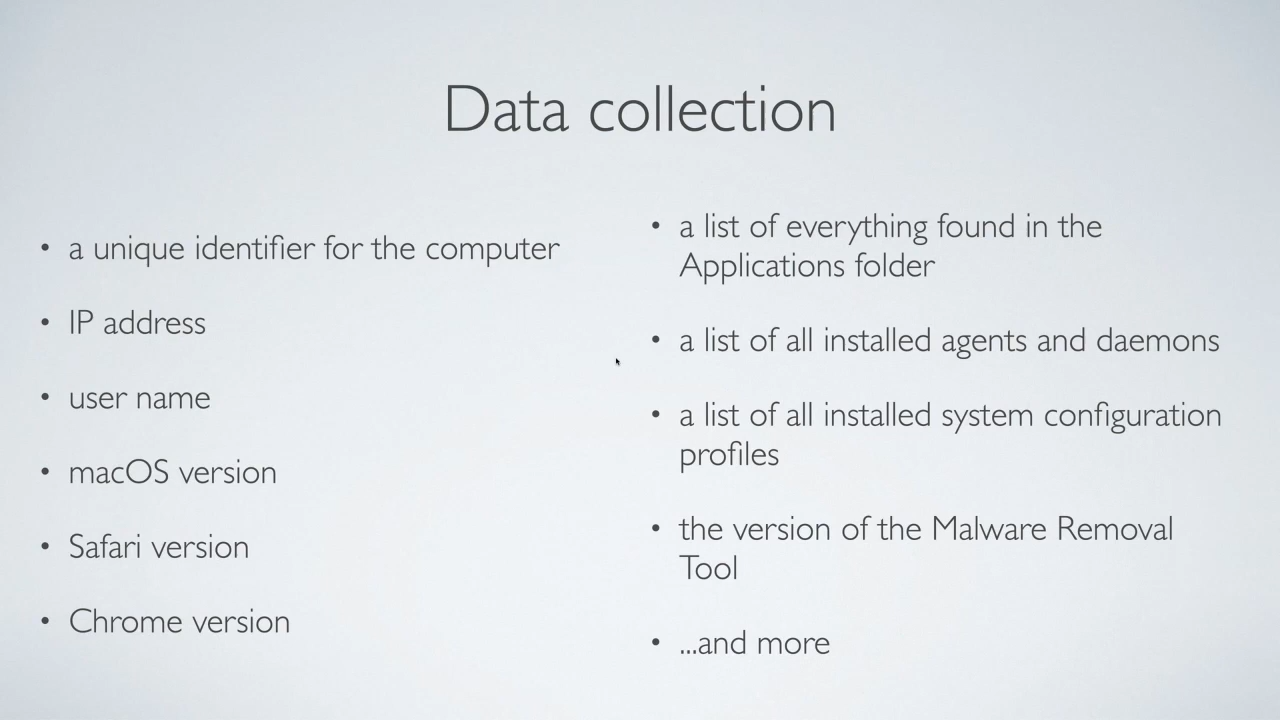 Data collection
• a unique identifier for the computer
• IP address
• user name
• macOS version
• Safari version
• Chrome version
• a list of everything found in the
Applications folder
• a list of all installed agents and daemons
• a list of all installed system configuration
profiles
• the version of the Malware Removal
Tool
• ...and more